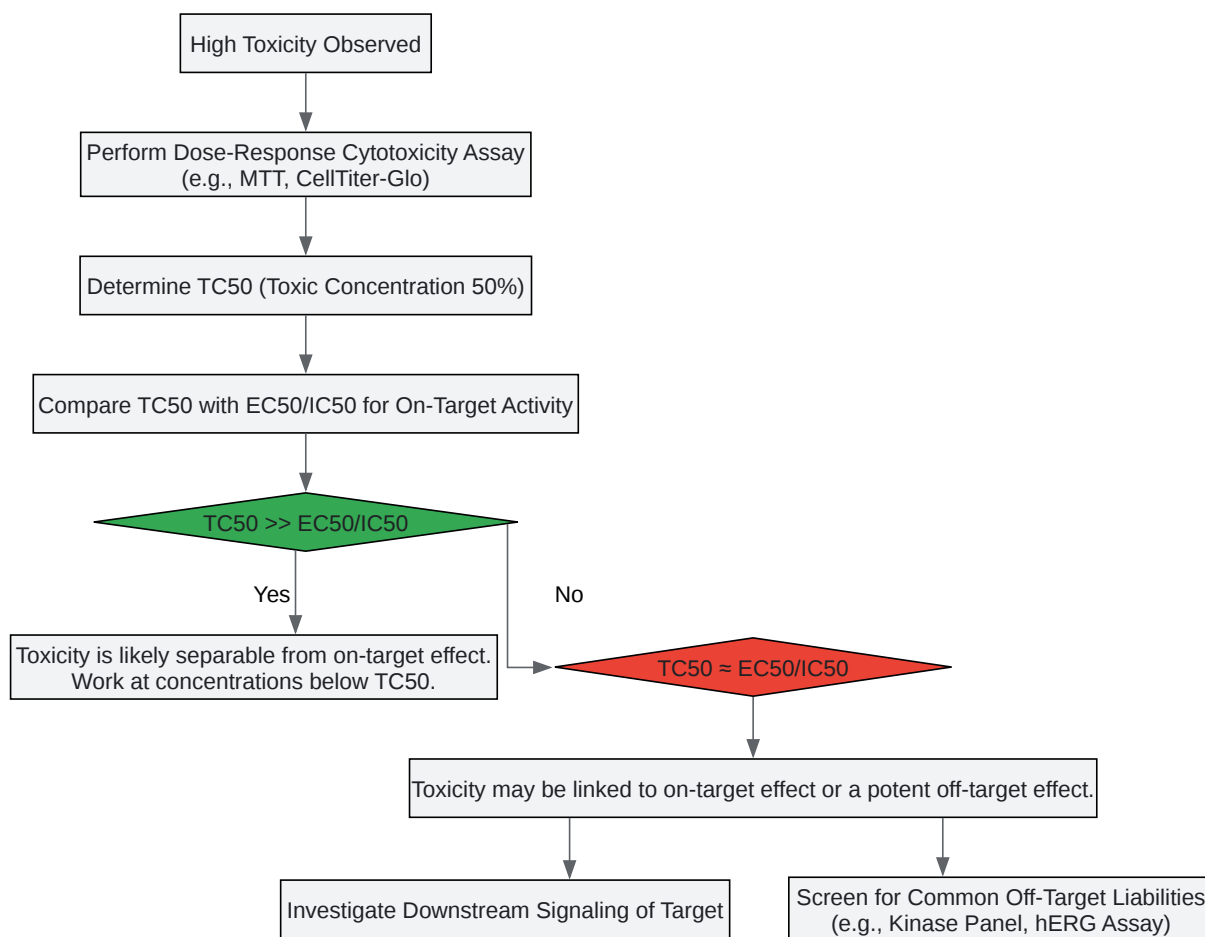 High Toxicity Observed
Perform Dose-Response Cytotoxicity Assay
(e.g., MTT, CellTiter-Glo)
Determine TC50 (Toxic Concentration 50%)
Compare TC50 with EC50/IC50 for On-Target Activity
TC50 >> EC50/IC50
Yes
No
Toxicity is likely separable from on-target effect.
Work at concentrations below TC50.
TC50 ≈ EC50/IC50
Toxicity may be linked to on-target effect or a potent off-target effect.
Investigate Downstream Signaling of Target
Screen for Common Off-Target Liabilities
(e.g., Kinase Panel, hERG Assay)